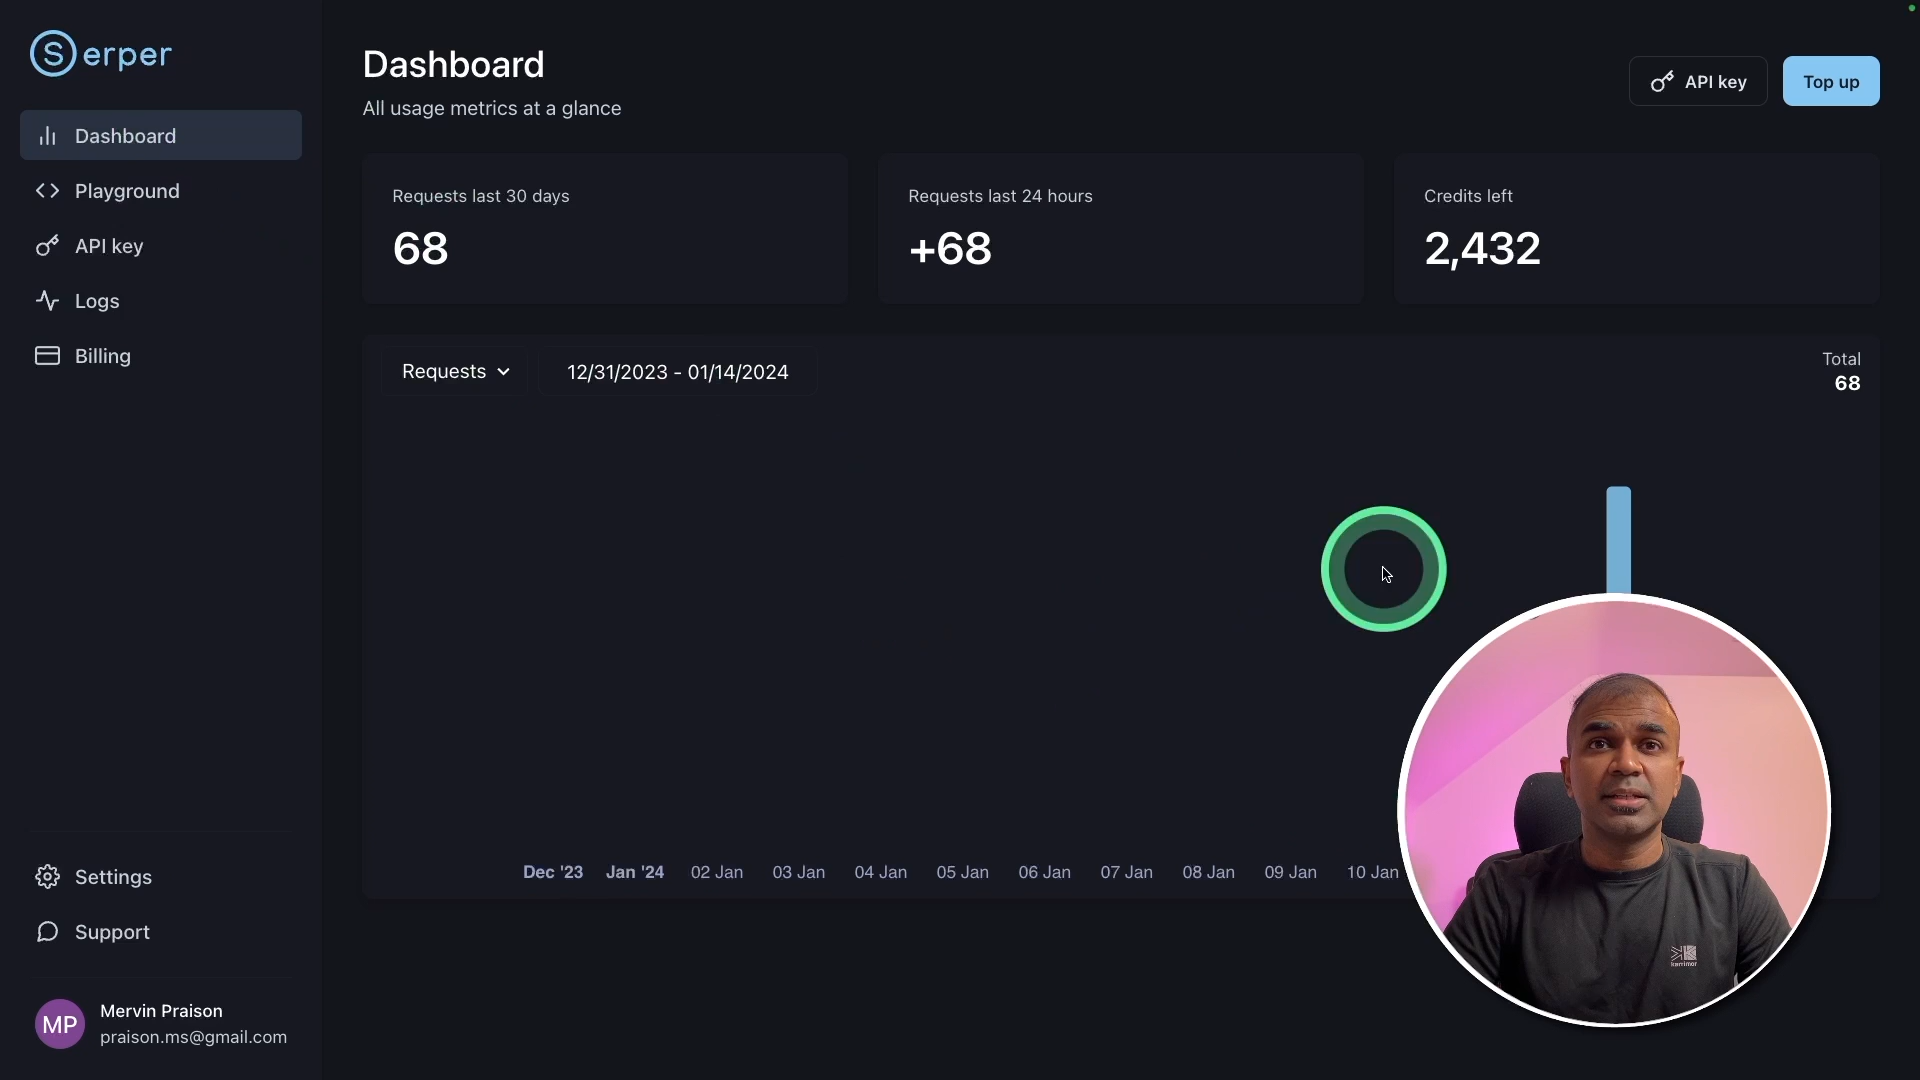 Serper
Dashboard
Playground
API key
Logs
Billing
Settings
Support
MP
Mervin Praison
praison.ms@gmail.com
Dashboard
All usage metrics at a glance
API key
Top up
Requests last 30 days
68
Requests last 24 hours
+68
Credits left
2,432
Requests
12/31/2023 - 01/14/2024
Total
68
Dec '23 Jan '24 02 Jan 03 Jan 04 Jan 05 Jan 06 Jan 07 Jan 08 Jan 09 Jan 10 Jan
karrimor